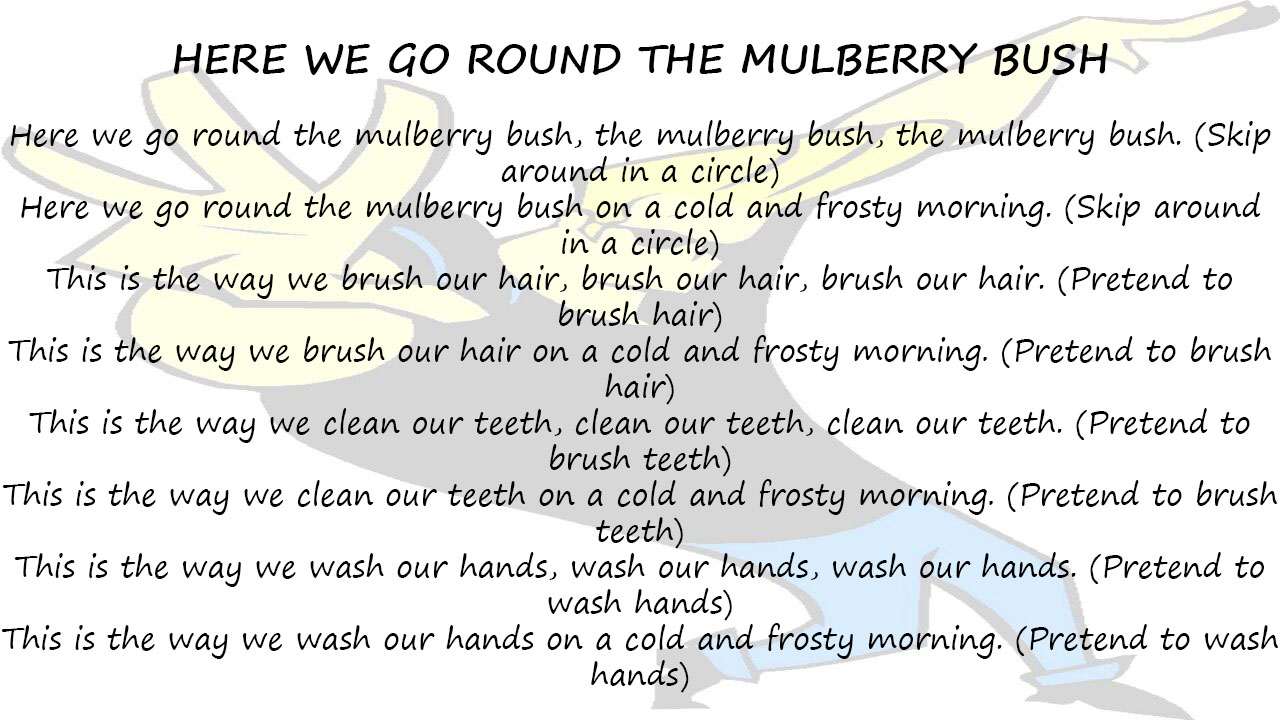 HERE WE GO ROUND THE MULBERRY BUSH
Here we go round the mulberry bush, the mulberry bush, the mulberry bush. (Skip
around in a circle)
Here we go round the mulberry bush on a cold and frosty morning. (Skip around
in a circle)
This is the way we brush our hair, brush our hair, brush our hair. (Pretend to
brush hair)
This is the way we brush our hair on a cold and frosty morning. (Pretend to brush
hair)
This is the way we clean our teeth, clean our teeth, clean our teeth. (Pretend to
brush teeth)
This is the way we clean our teeth on a cold and frosty morning. (Pretend to brush
teeth)
This is the way we wash our hands, wash our hands, wash our hands. (Pretend to
wash hands)
This is the way we wash our hands on a cold and frosty morning. (Pretend to wash
hands)